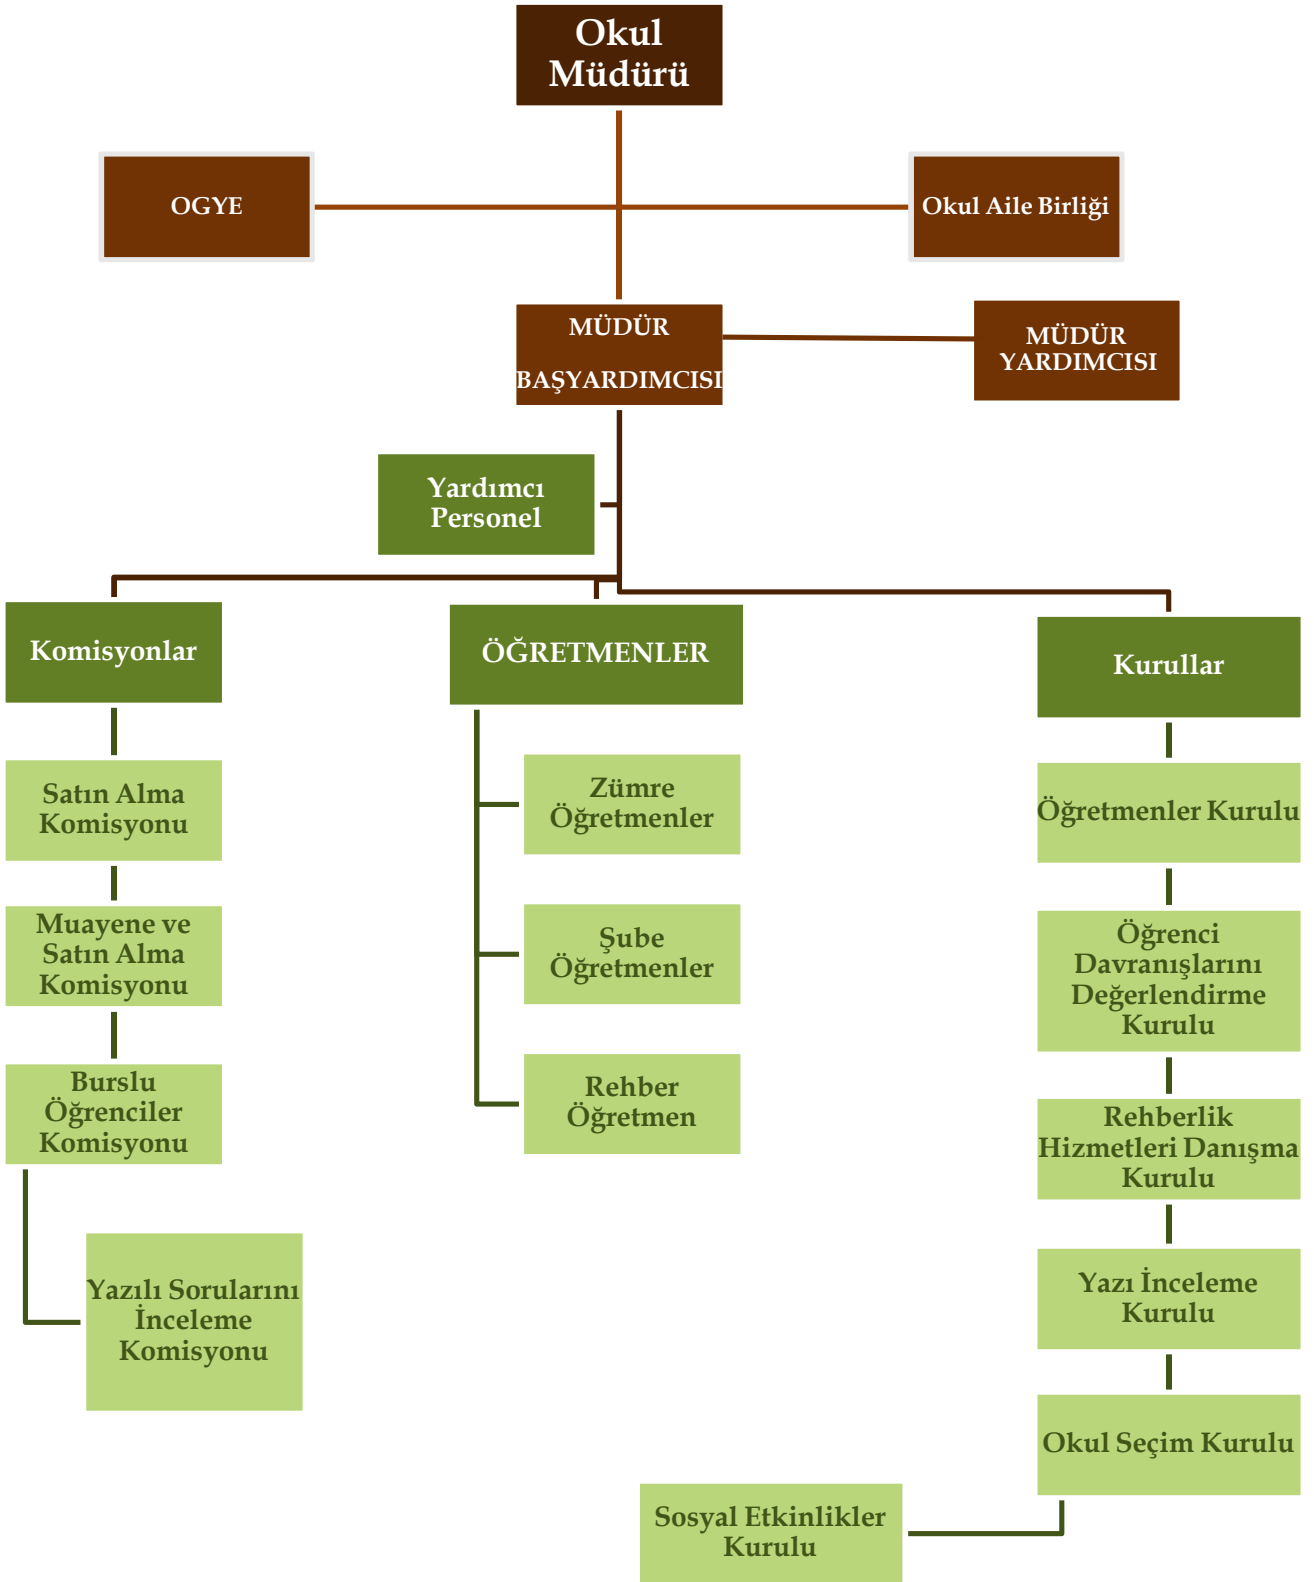 Okul
Müdürü
OGYE
Okul Aile Birliği
MÜDÜR
BAŞYARDIMCISI
MÜDÜR
YARDIMCISI
Yardımcı
Personel
Komisyonlar
ÖĞRETMENLER
Kurullar
Satın Alma
Komisyonu
Muayene ve
Satın Alma
Komisyonu
Burslu
Öğrenciler
Komisyonu
Yazılı Sorularını
İnceleme
Komisyonu
Zümre
Öğretmenler
Şube
Öğretmenler
Rehber
Öğretmen
Öğretmenler Kurulu
Öğrenci
Davranışlarını
Değerlendirme
Kurulu
Rehberlik
Hizmetleri Danışma
Kurulu
Yazı İnceleme
Kurulu
Okul Seçim Kurulu
Sosyal Etkinlikler
Kurulu